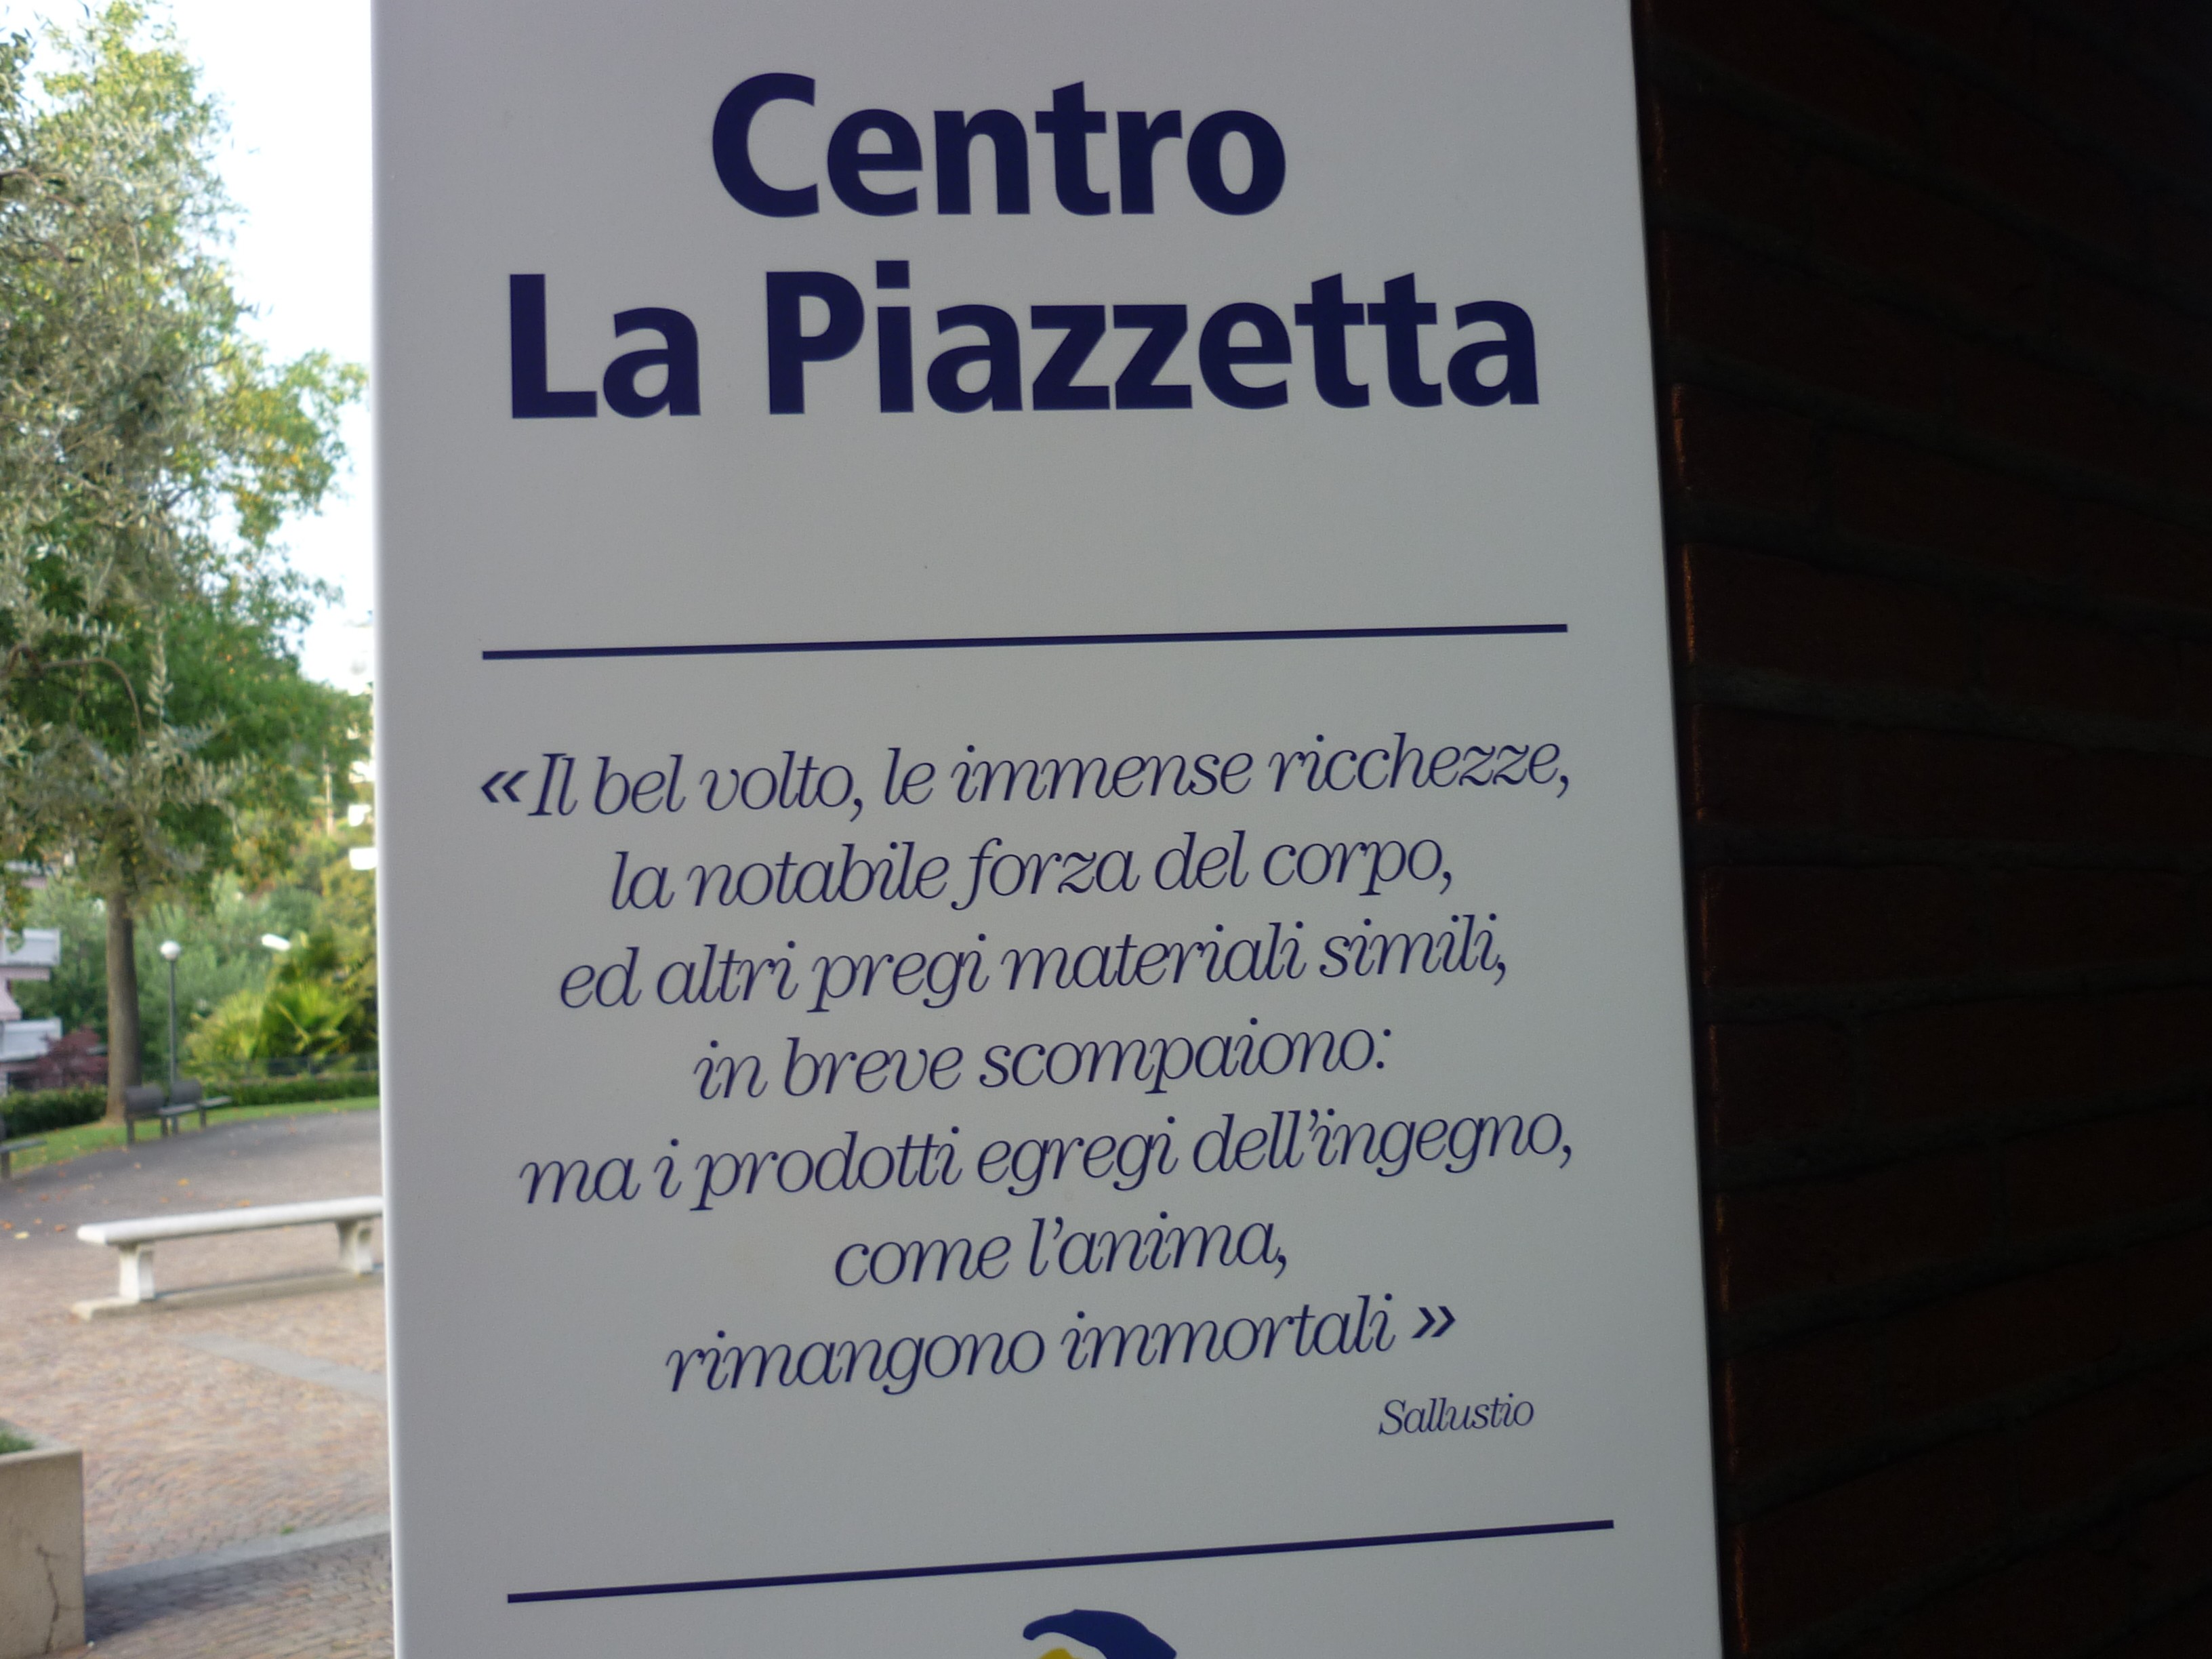 Centro
La Piazzetta
«Il bel volto, le immense ricchezze,
la notabile forza del corpo,
ed altri pregi materiali simili,
in breve scompaiono:
ma i prodotti egregi dell'ingegno,
come l'anima,
rimangono immortali »
Sallustio